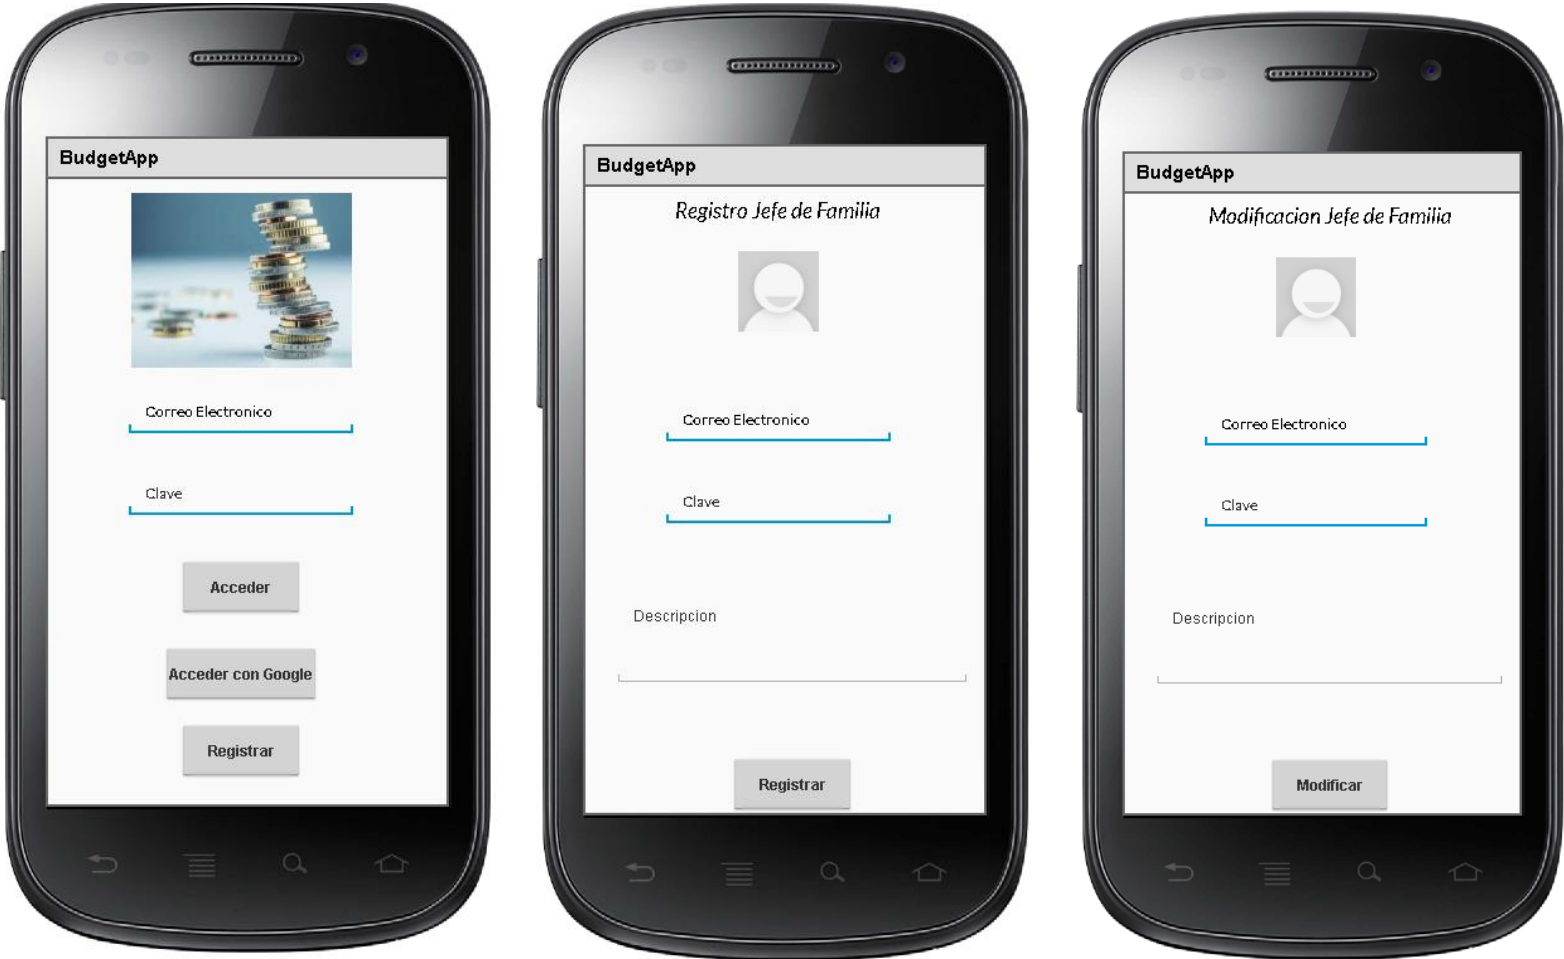 BudgetApp
Correo Electronico
Clave
Acceder
Acceder con Google
Registrar
BudgetApp
Registro Jefe de Familia
Correo Electronico
Clave
Descripcion
Registrar
BudgetApp
Modificacion Jefe de Familia
Correo Electronico
Clave
Descripcion
Modificar